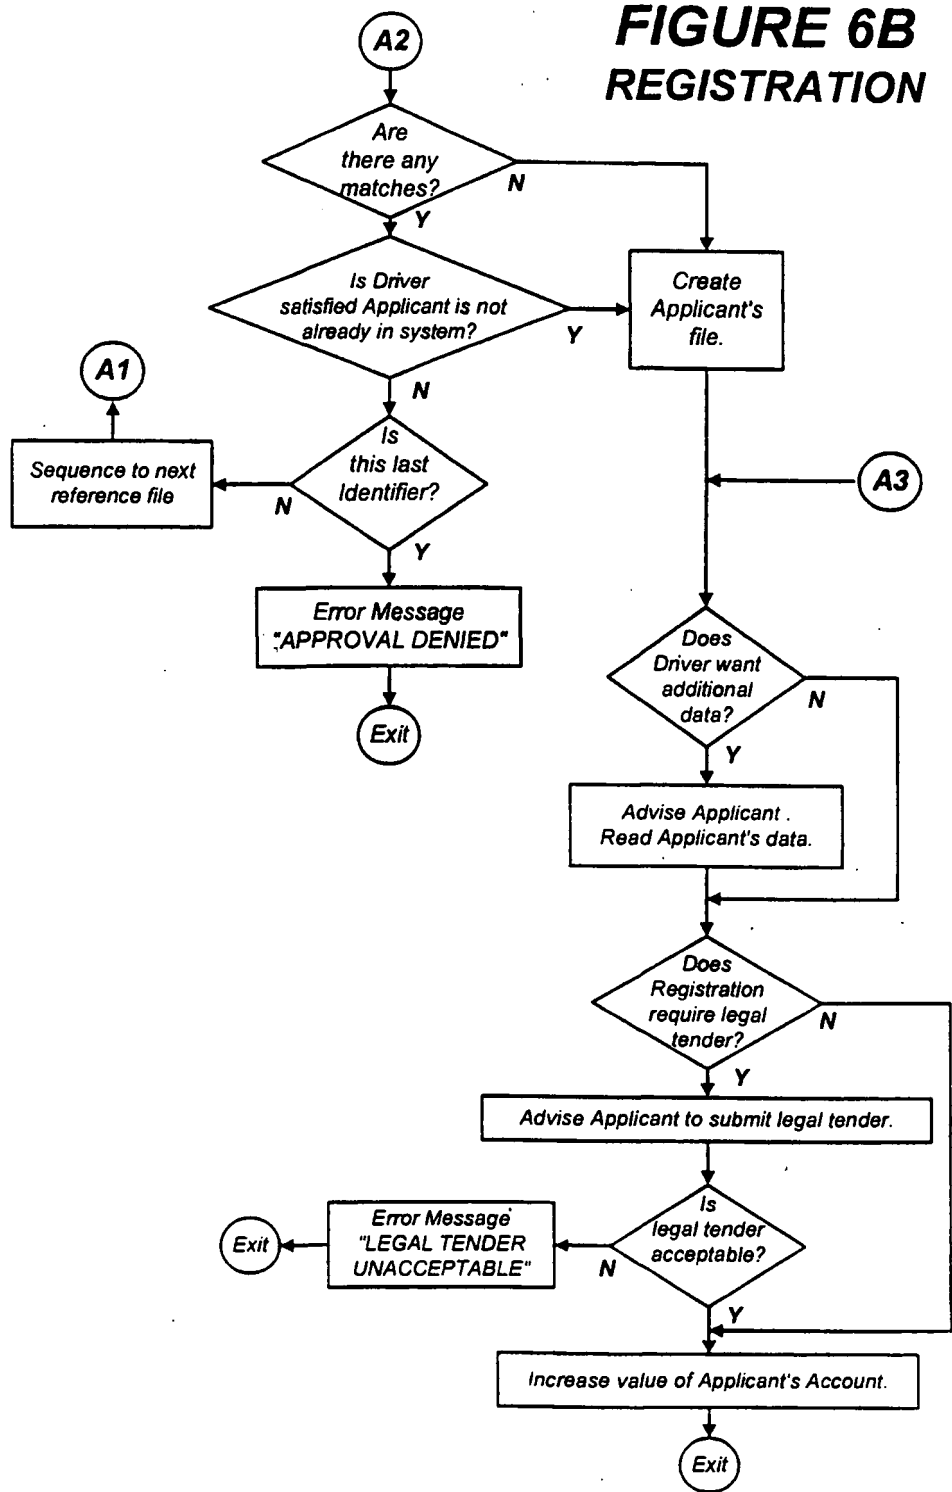 FIGURE 6B
REGISTRATION
A2
Are
there any
matches?
N
Y
Is Driver
satisfied Applicant is not
already in system?
Y
N
Create
Applicant's
file.
A1
Sequence to next
reference file
Is
this last
Identifier?
N
Y
A3
Error Message
"APPROVAL DENIED"
Exit
Does
Driver want
additional
data?
N
Y
Advise Applicant.
Read Applicant's data.
Does
Registration
require legal
tender?
N
Y
Advise Applicant to submit legal tender.
Is
legal tender
acceptable?
N
Y
Error Message
"LEGAL TENDER
UNACCEPTABLE"
Exit
Increase value of Applicant's Account.
Exit